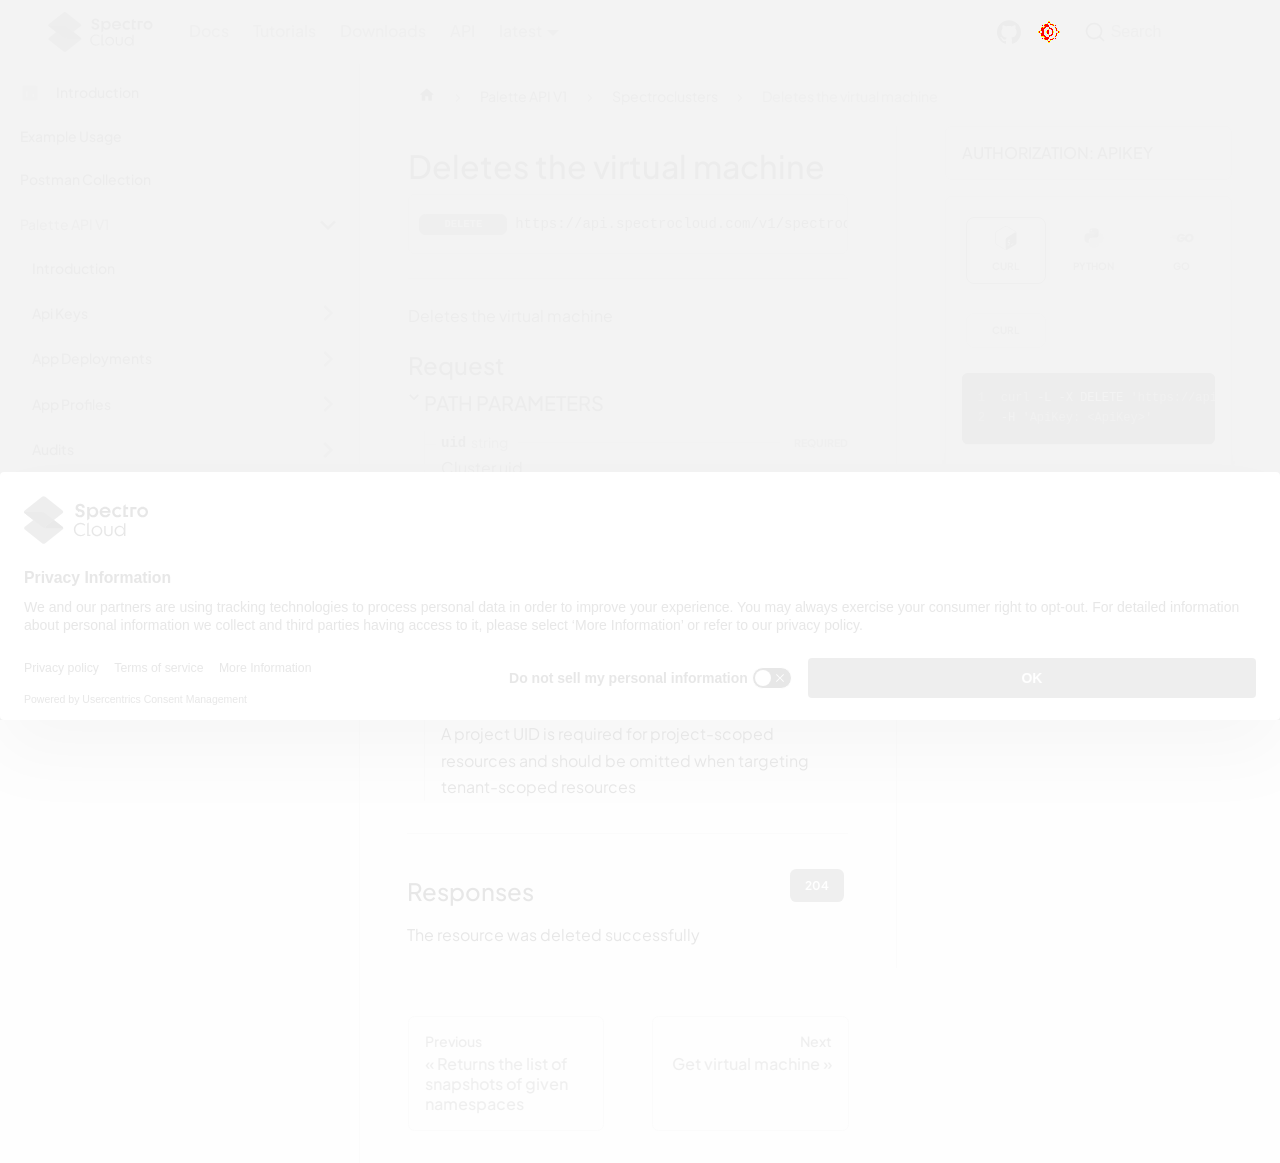 Spectro
Cloud
Docs Tutorials Downloads API latest
Search
Introduction
Palette API V1
Spectroclusters
Deletes the virtual machine
Example Usage
AUTHORIZATION: APIKEY
Deletes the virtual machine
Postman Collection
Palette API V1
https://api.spectrocloud.com/v1/spectroc
PYTHON
GO
CURL
Introduction
Api Keys
Deletes the virtual machine
CURL
App Deployments
Request
App Profiles
PATH PARAMETERS
DELETE
Audits
uid string
REQUIRED
Cluster uid
Spectro
Cloud
Privacy Information
We and our partners are using tracking technologies to process personal data in order to improve your experience. You may always exercise your consumer right to opt-out. For detailed information
about personal information we collect and third parties having access to it, please select ‘More Information’ or refer to our privacy policy.
Privacy policy Terms of service More Information
Do not sell my personal information
OK
Powered by Usercentrics Consent Management
A project UID is required for project-scoped
resources and should be omitted when targeting
tenant-scoped resources
Responses
204
The resource was deleted successfully
Previous
« Returns the list of
snapshots of given
namespaces
Next
Get virtual machine »